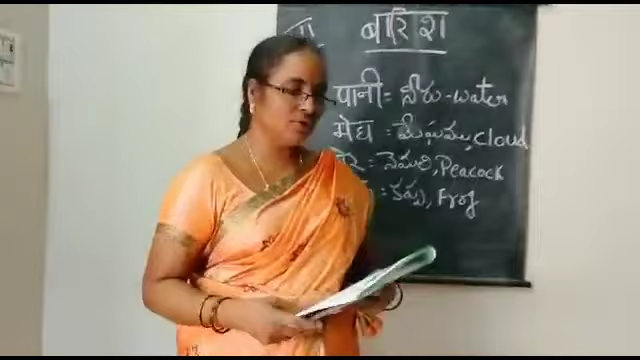 बारिश
पानी = నీరు - water
मेघ : మేఘము, cloud
నెమలి, Peacock
కప్ప, Frog